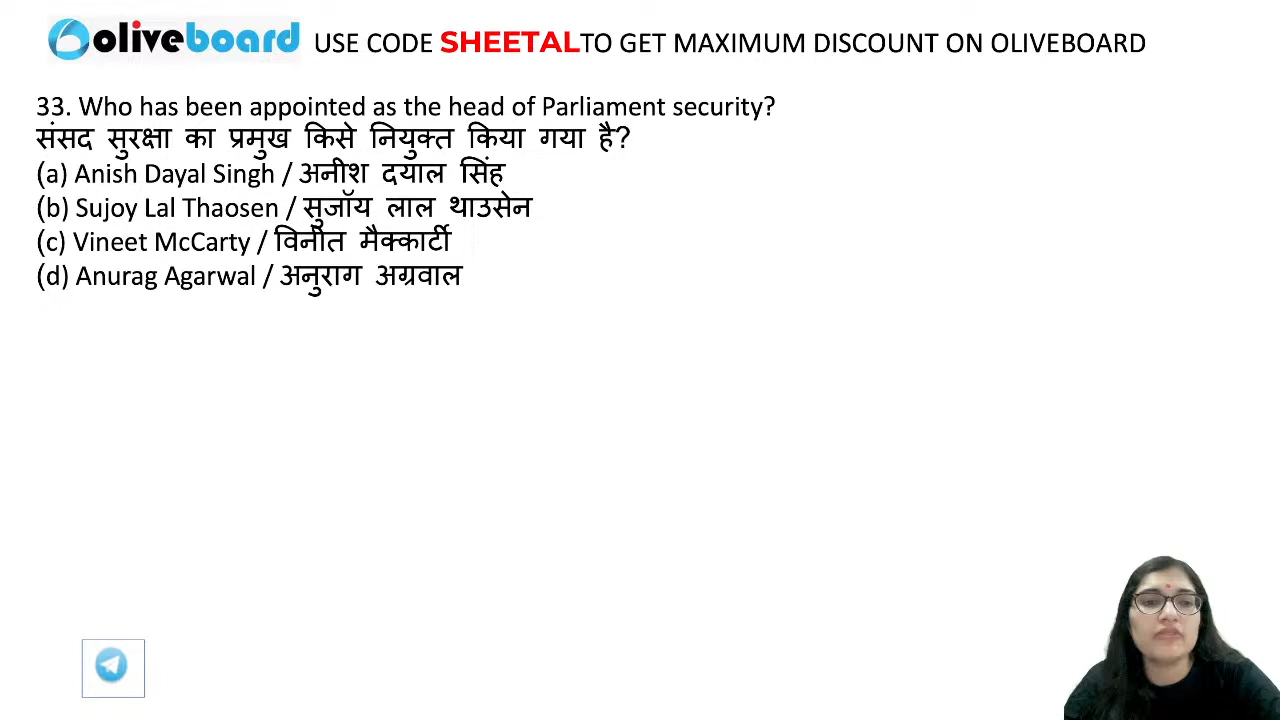 oliveboard USE CODE SHEETAL TO GET MAXIMUM DISCOUNT ON OLIVEBOARD
33. Who has been appointed as the head of Parliament security?
संसद सुरक्षा का प्रमुख किसे नियुक्त किया गया है?
(a) Anish Dayal Singh / अनीश दयाल सिंह
(b) Sujoy Lal Thaosen / सुजॉय लाल थाउसेन
(c) Vineet McCarty / विनीत मैक्कार्टी
(d) Anurag Agarwal / अनुराग अग्रवाल